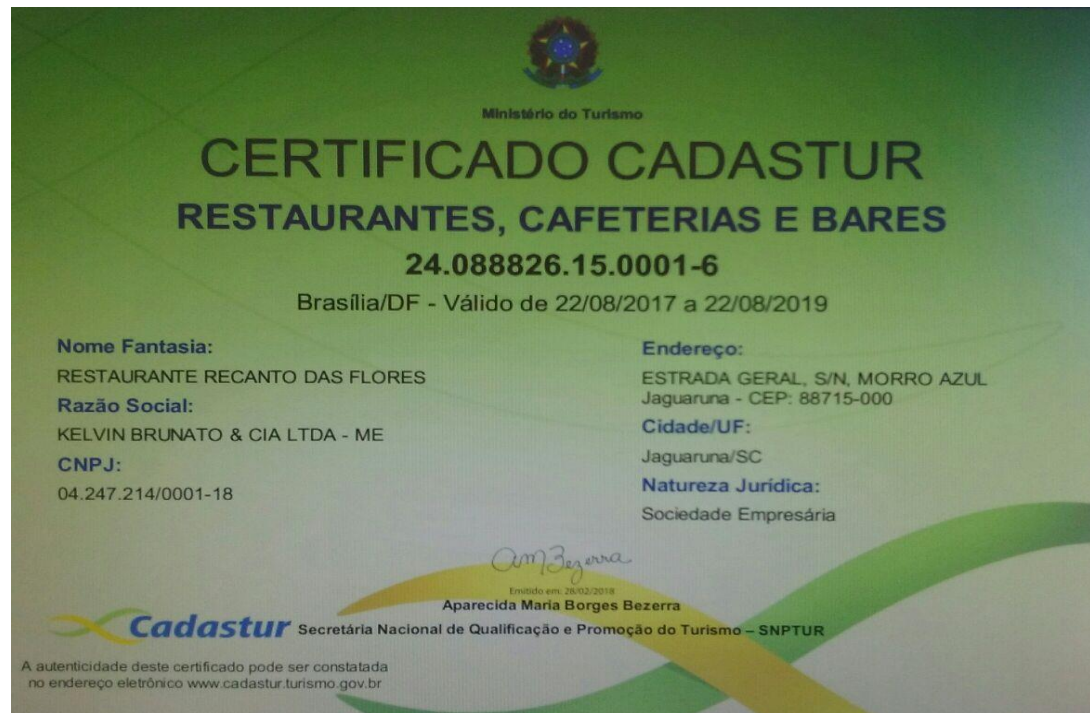 Ministério do Turismo
CERTIFICADO CADASTUR
RESTAURANTES, CAFETERIAS E BARES
24.088826.15.0001-6
Brasília/DF - Válido de 22/08/2017 a 22/08/2019
Nome Fantasia:
RESTAURANTE RECANTO DAS FLORES
Razão Social:
KELVIN BRUNATO & CIA LTDA - ME
CNPJ:
04.247.214/0001-18
Endereço:
ESTRADA GERAL, S/N, MORRO AZUL
Jaguaruna - CEP: 88715-000
Cidade/UF:
Jaguaruna/SC
Natureza Jurídica:
Sociedade Empresária
amBezerra
Emitido em: 28/02/2018
Aparecida Maria Borges Bezerra
Cadastur Secretária Nacional de Qualificação e Promoção do Turismo – SNPTUR
A autenticidade deste certificado pode ser constatada
no endereço eletrônico www.cadastur.turismo.gov.br